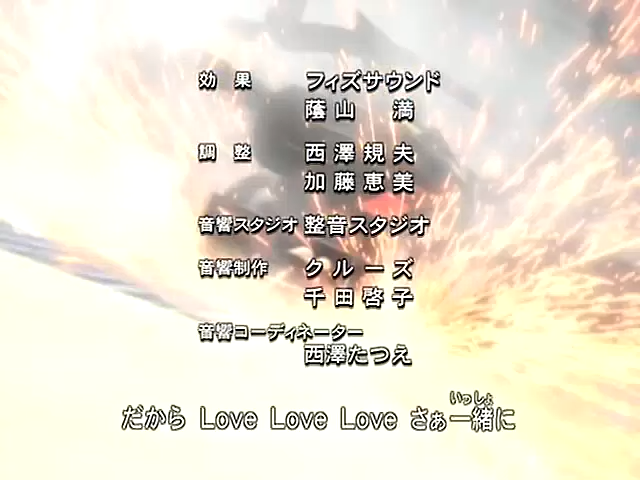 効果 フィズサウンド
蔭山 満
調整 西澤規夫
加藤恵美
音響スタジオ 整音スタジオ
音響制作 クルーズ
千田啓子
音響コーディネーター
西澤たつえ
いっしょ
だから Love Love Love さぁ一緒に